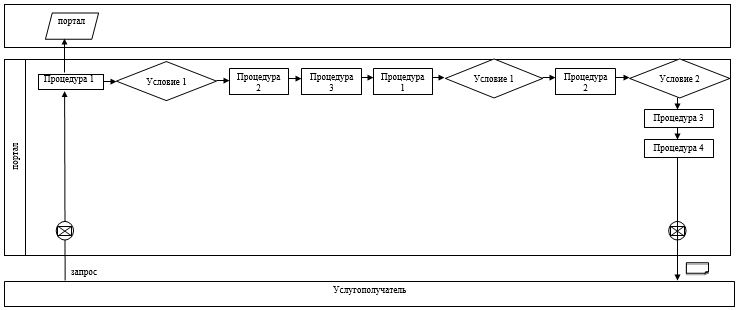 портал
портал
Процедура 1
Условие 1
Процедура
2
Процедура
3
Процедура
1
Условие 1
Процедура
2
Условие 2
Процедура 3
Процедура 4
запрос
Услугополучатель